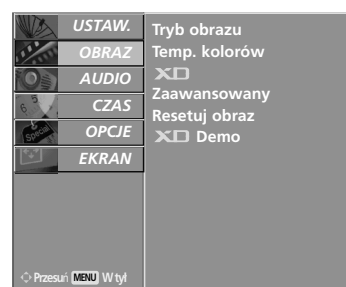 USTAW.
OBRAZ
AUDIO
CZAS
OPCJE
EKRAN
Tryb obrazu
Temp. kolorów
XD
Zaawansowany
Resetuj obraz
XD Demo
Przesuń MENU W tył
Special